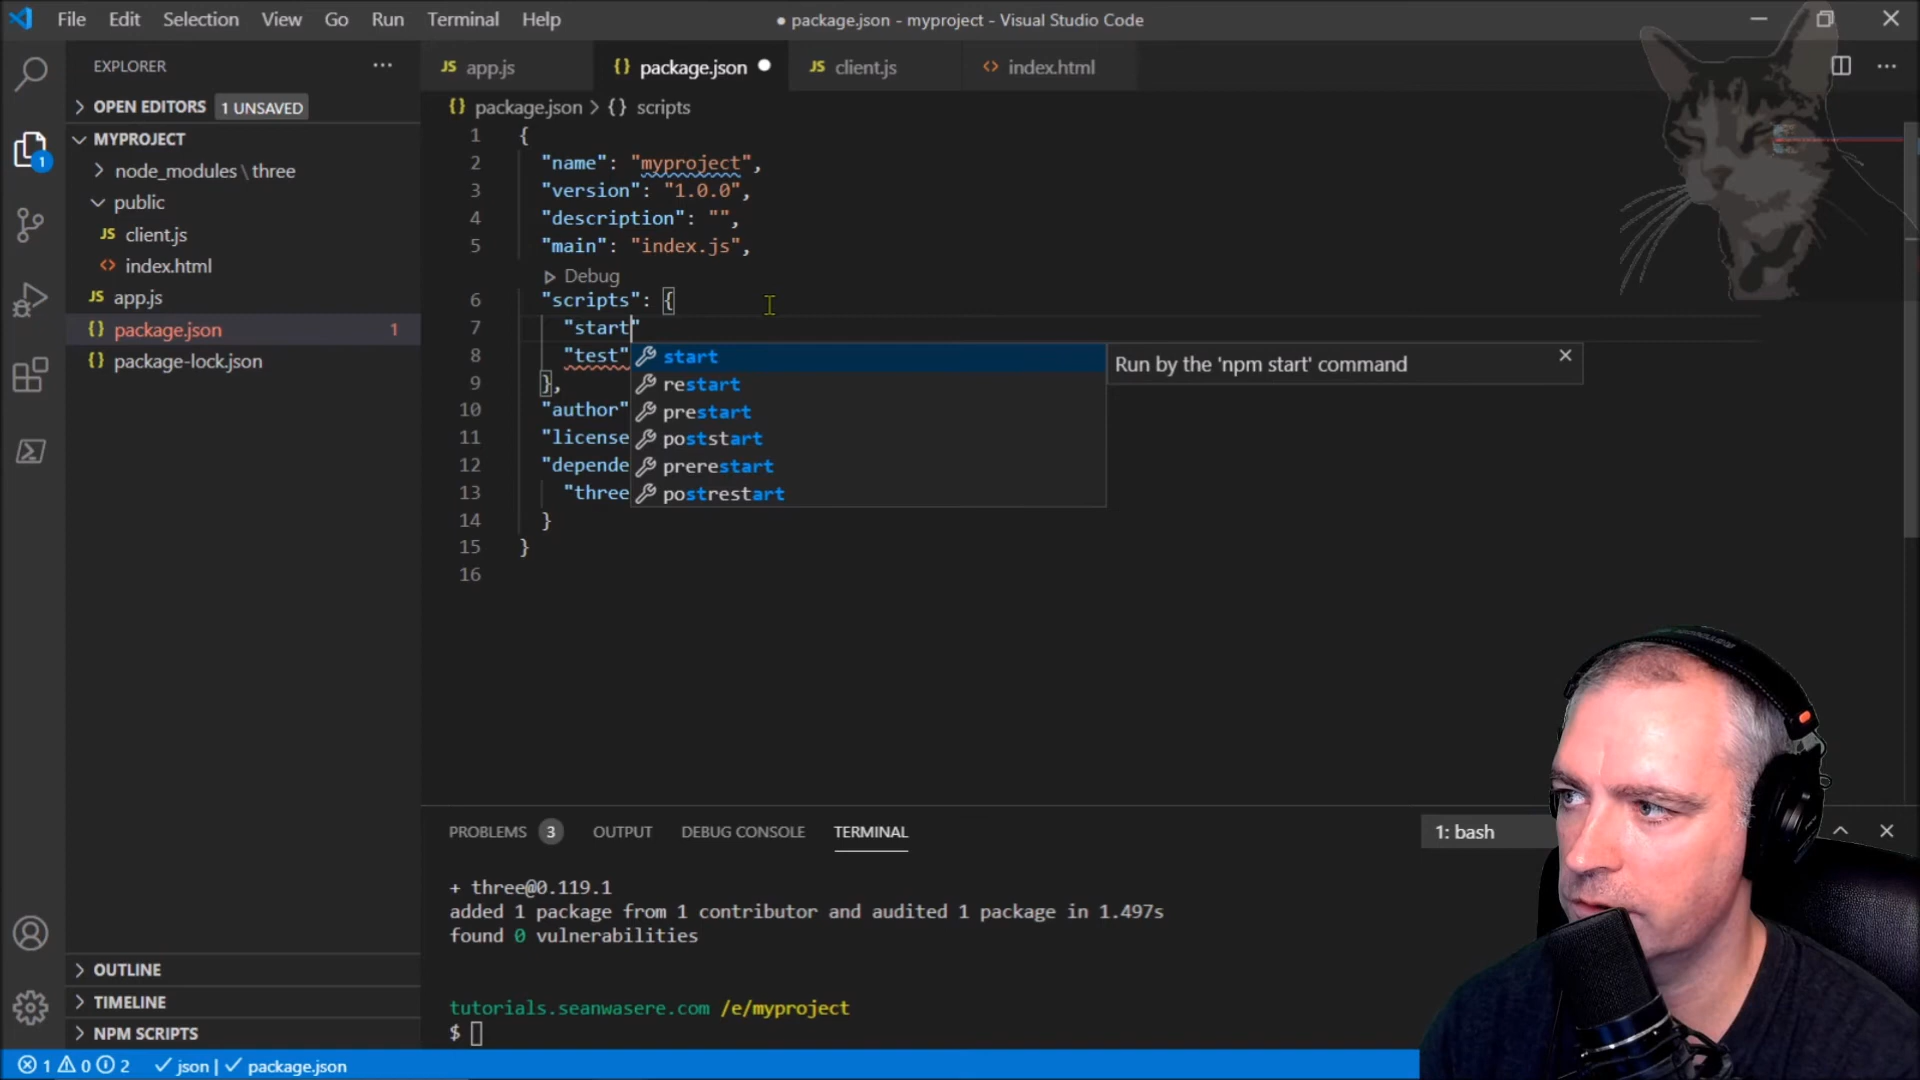 File Edit Selection View Go Run Terminal Help
● package.json - myproject - Visual Studio Code
EXPLORER
OPEN EDITORS 1 UNSAVED
MYPROJECT
node_modules \ three
public
JS client.js
<> index.html
JS app.js
{} package.json 1
{} package-lock.json
OUTLINE
TIMELINE
NPM SCRIPTS
1
JS app.js
{} package.json ●
JS client.js
<> index.html
{} package.json > {} scripts
1 {
2 "name": "myproject",
3 "version": "1.0.0",
4 "description": "",
5 "main": "index.js",
Debug
6 "scripts": {
7 "start"
8 "test"
9 },
10 "author"
11 "license
12 "depende
13 "three
14 }
15 }
16
start
restart
prestart
poststart
prerestart
postrestart
Run by the 'npm start' command
PROBLEMS 3 OUTPUT DEBUG CONSOLE TERMINAL
1: bash
+ three@0.119.1
added 1 package from 1 contributor and audited 1 package in 1.497s
found 0 vulnerabilities
tutorials.seanwasere.com /e/myproject
$
1 0 2 ✓ json | ✓ package.json